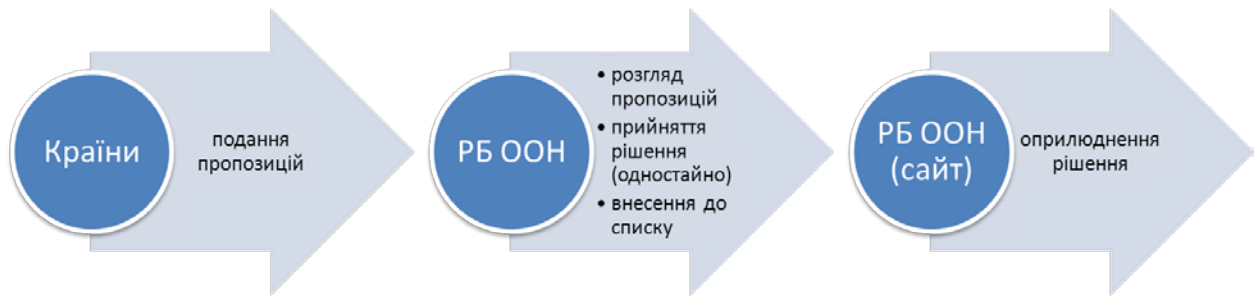 Країни
подання
пропозицій
РБ ООН
• розгляд
пропозицій
• прийняття
рішення
(одностайно)
• внесення до
списку
РБ ООН
(сайт)
оприлюднення
рішення